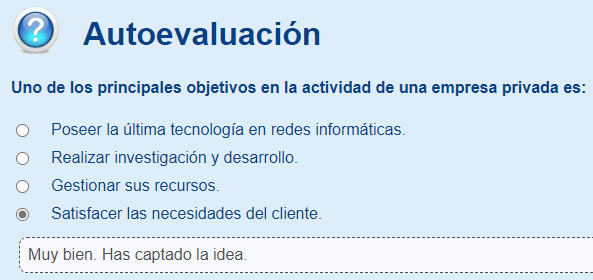 Autoevaluación
Uno de los principales objetivos en la actividad de una empresa privada es:
Poseer la última tecnología en redes informáticas.
Realizar investigación y desarrollo.
Gestionar sus recursos.
Satisfacer las necesidades del cliente.
Muy bien. Has captado la idea.